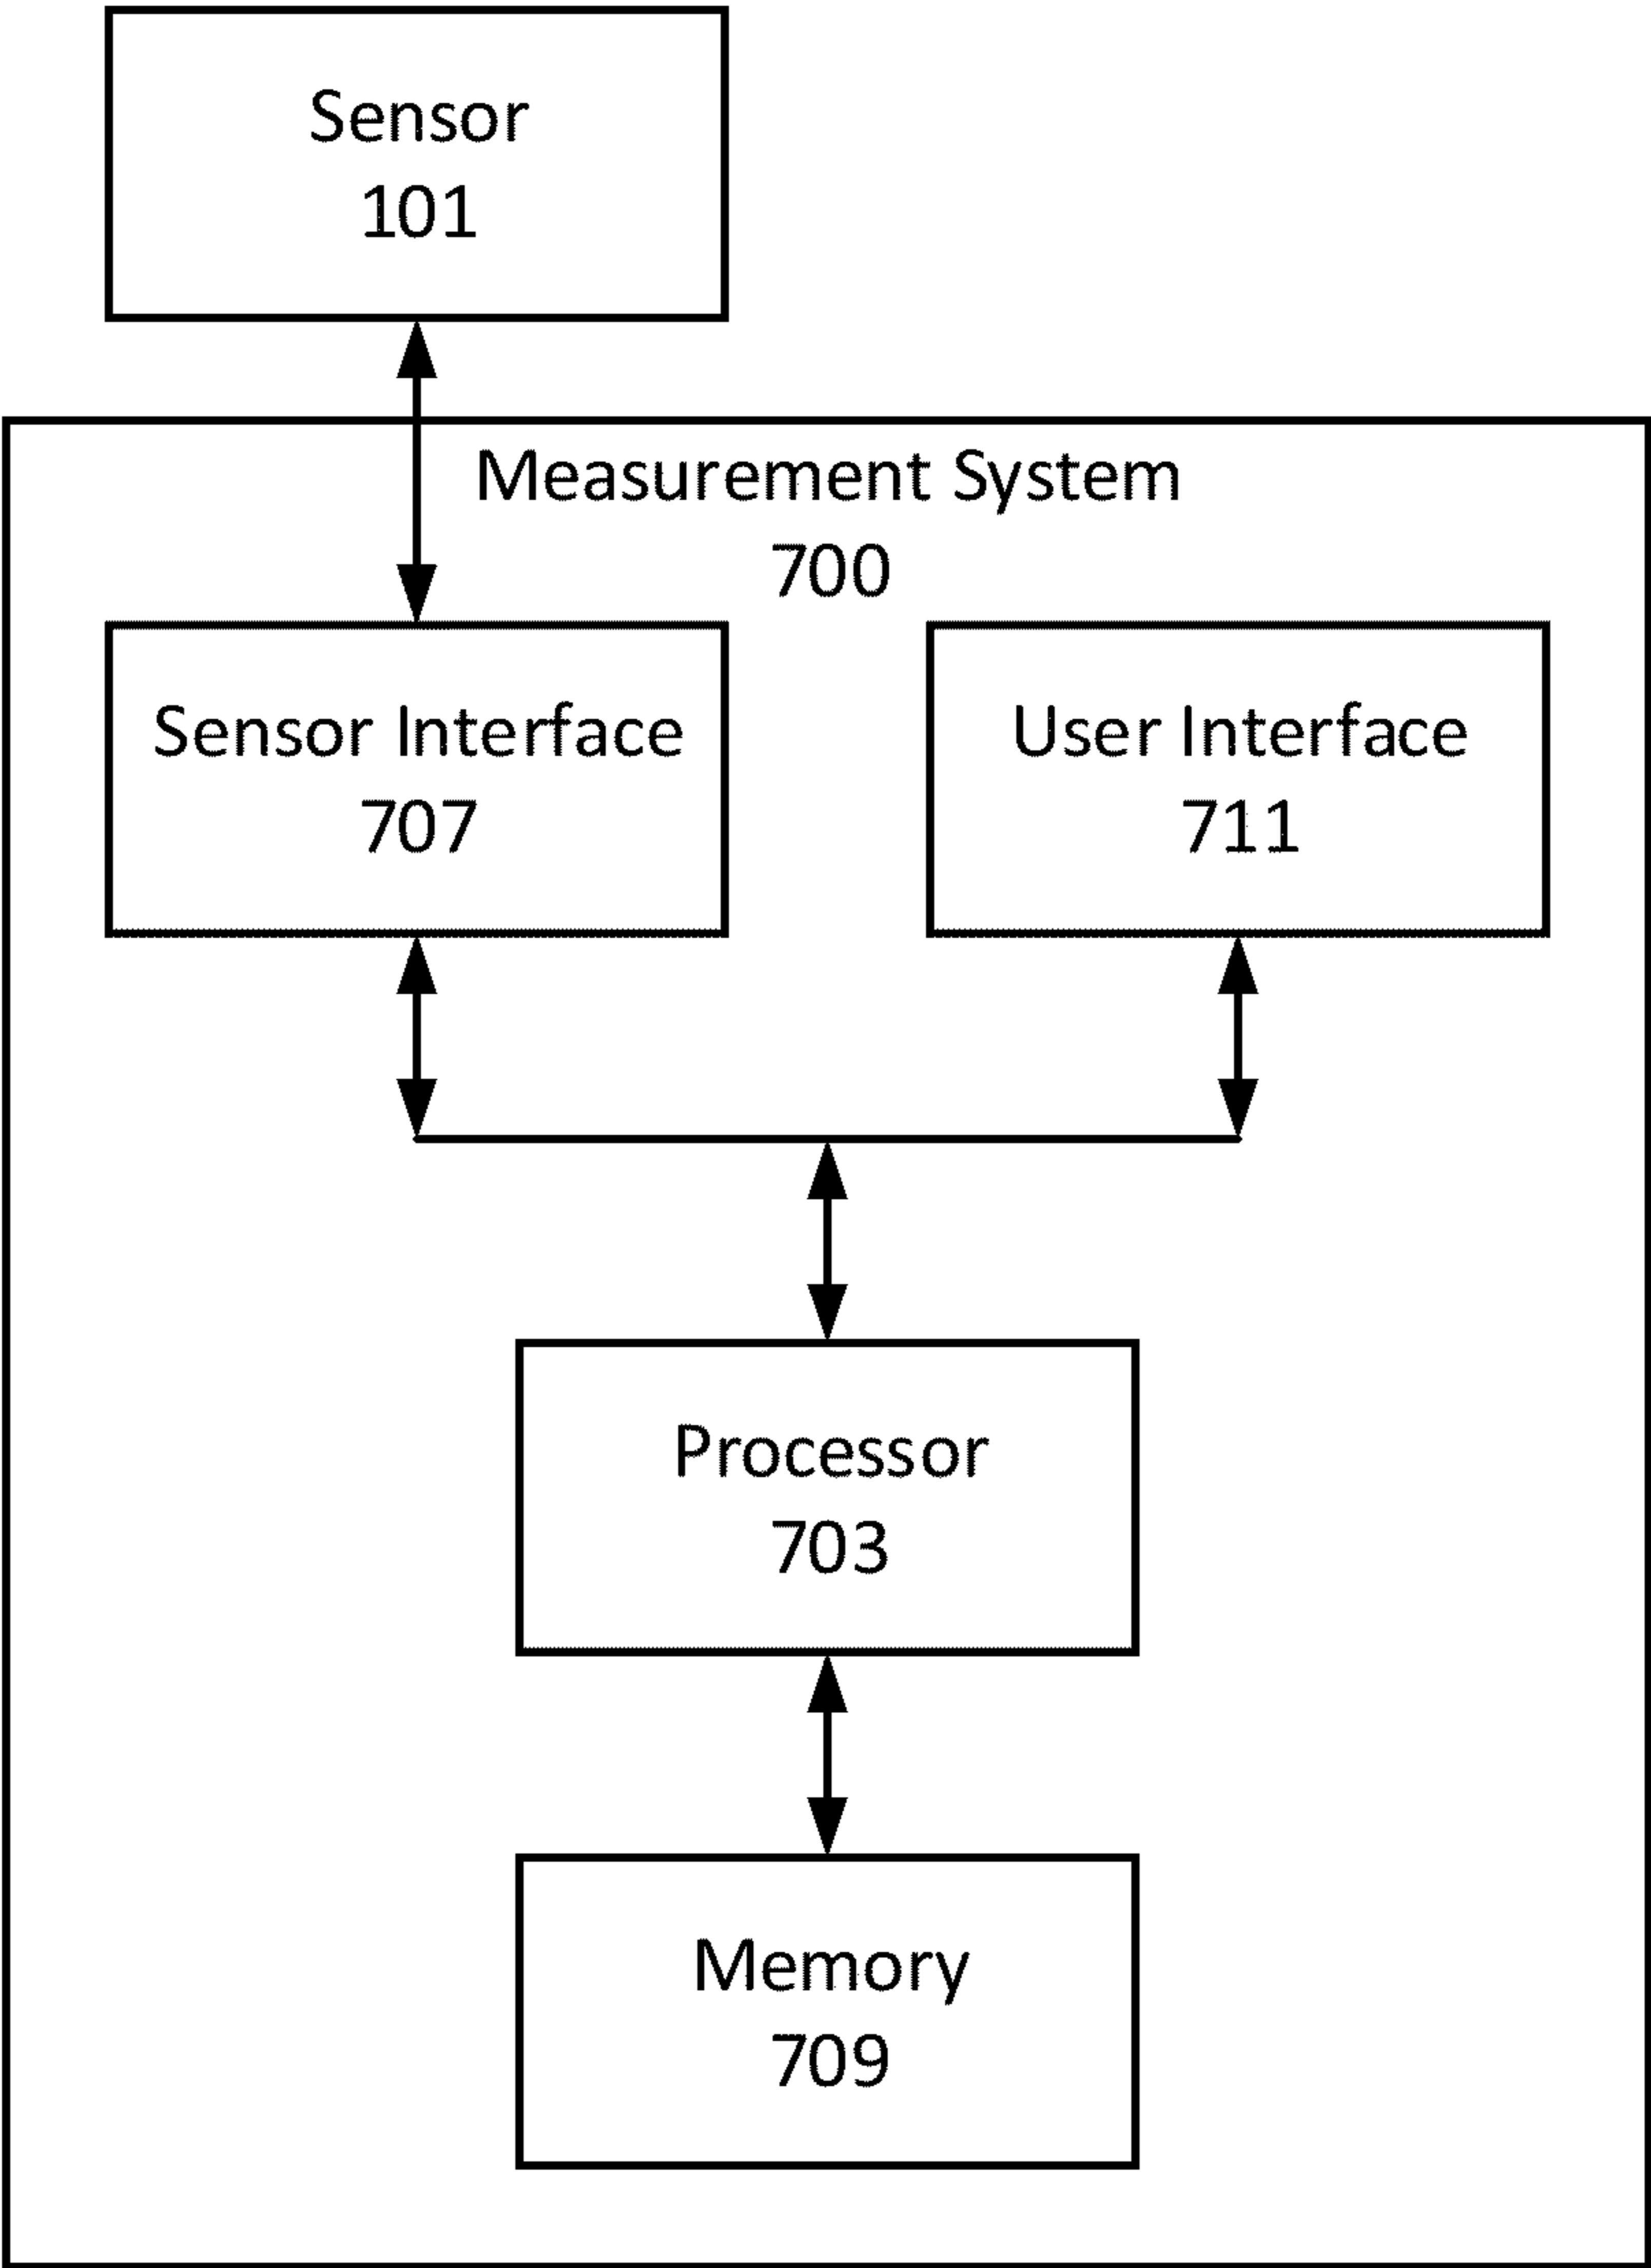 Sensor
101
Measurement System
700
Sensor Interface
707
User Interface
711
Processor
703
Memory
709